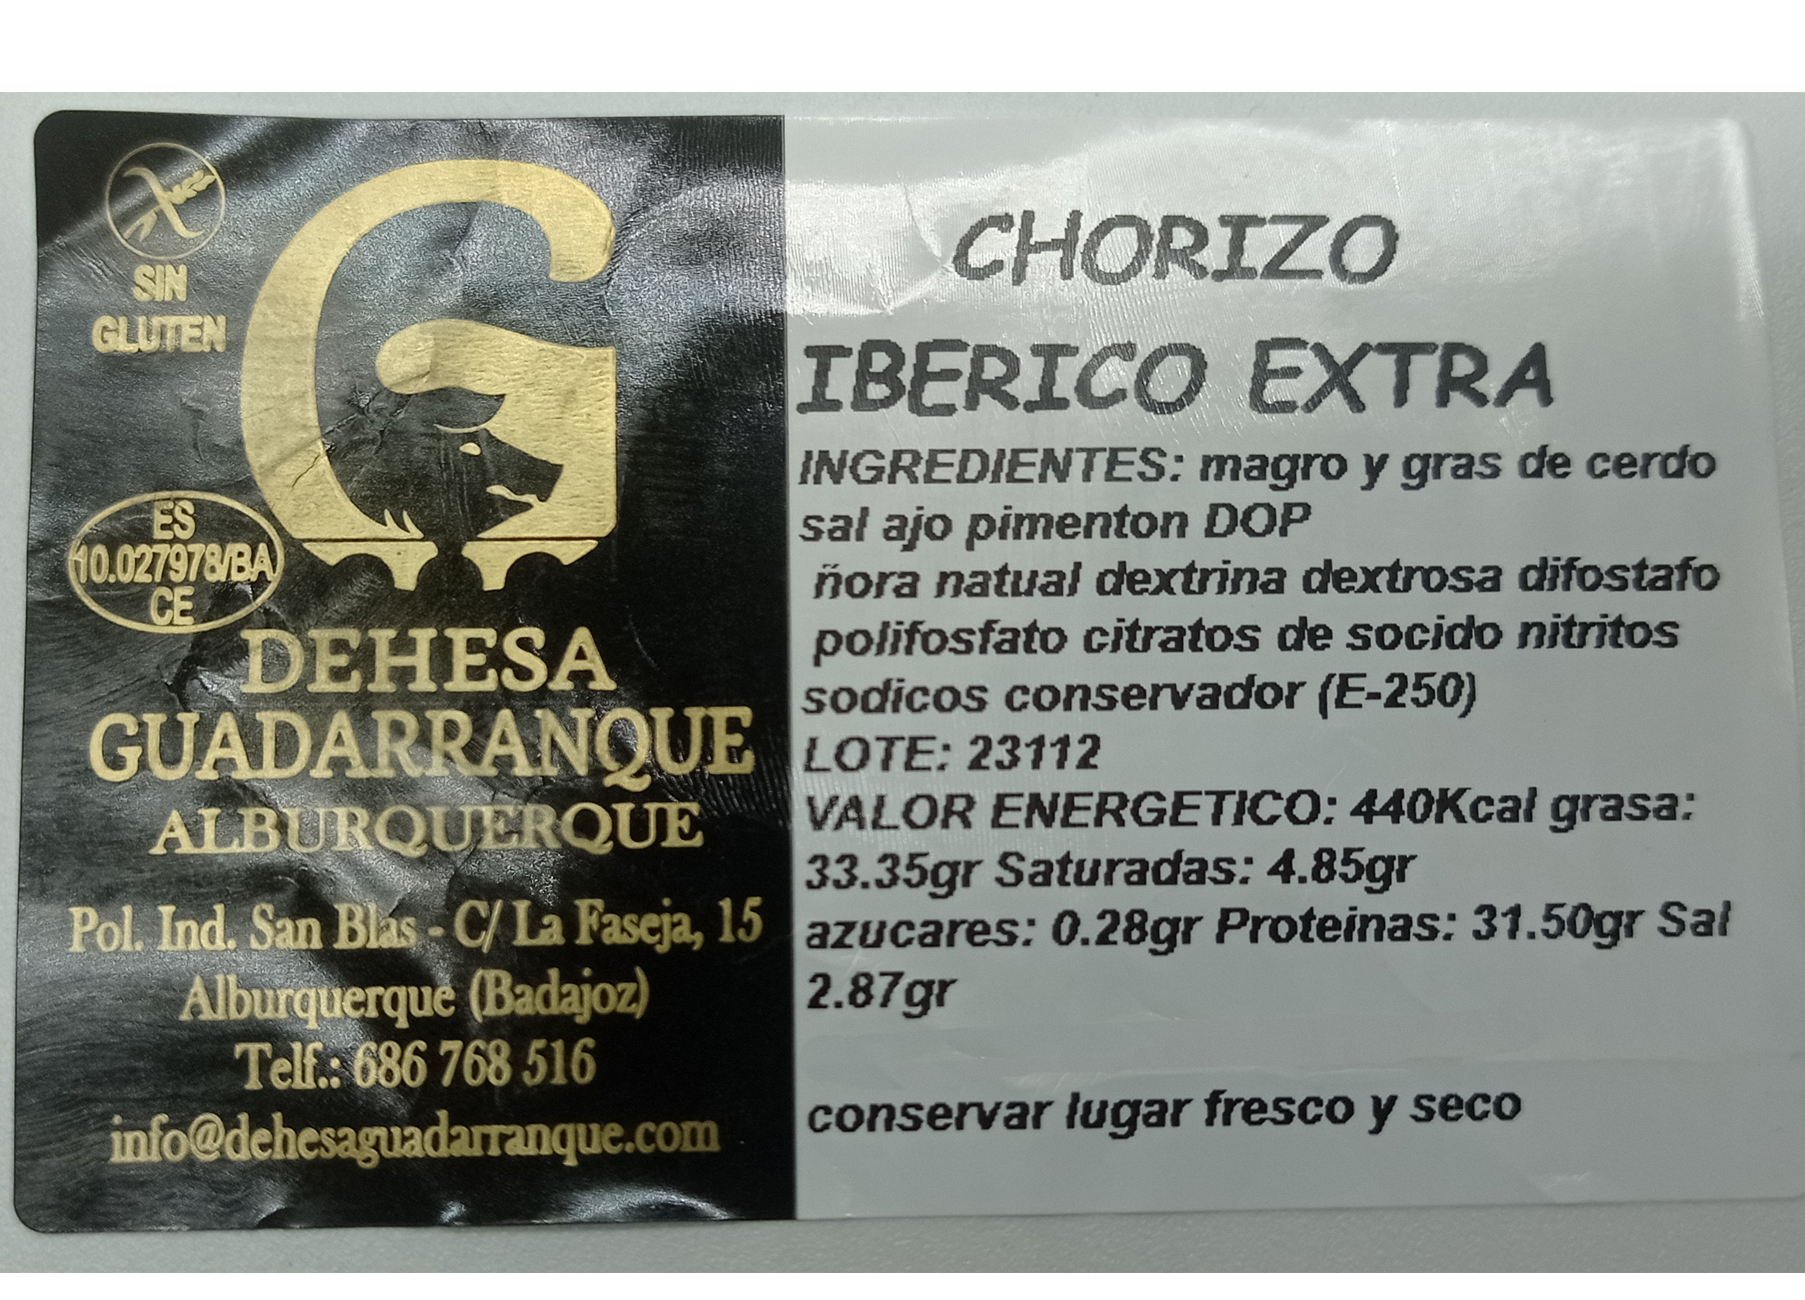 SIN
GLUTEN
ES
10.027978/BA
CE
DEHESA
GUADARRANQUE
ALBURQUERQUE
Pol. Ind. San Blas - C/ La Faseja, 15
Alburquerque (Badajoz)
Telf.: 686 768 516
info@dehesaguadarranque.com
CHORIZO
IBERICO EXTRA
INGREDIENTES: magro y gras de cerdo
sal ajo pimenton DOP
ñora natual dextrina dextrosa difostafo
polifosfato citratos de socido nitritos
sodicos conservador (E-250)
LOTE: 23112
VALOR ENERGETICO: 440Kcal grasa:
33.35gr Saturadas: 4.85gr
azucares: 0.28gr Proteinas: 31.50gr Sal
2.87gr
conservar lugar fresco y seco